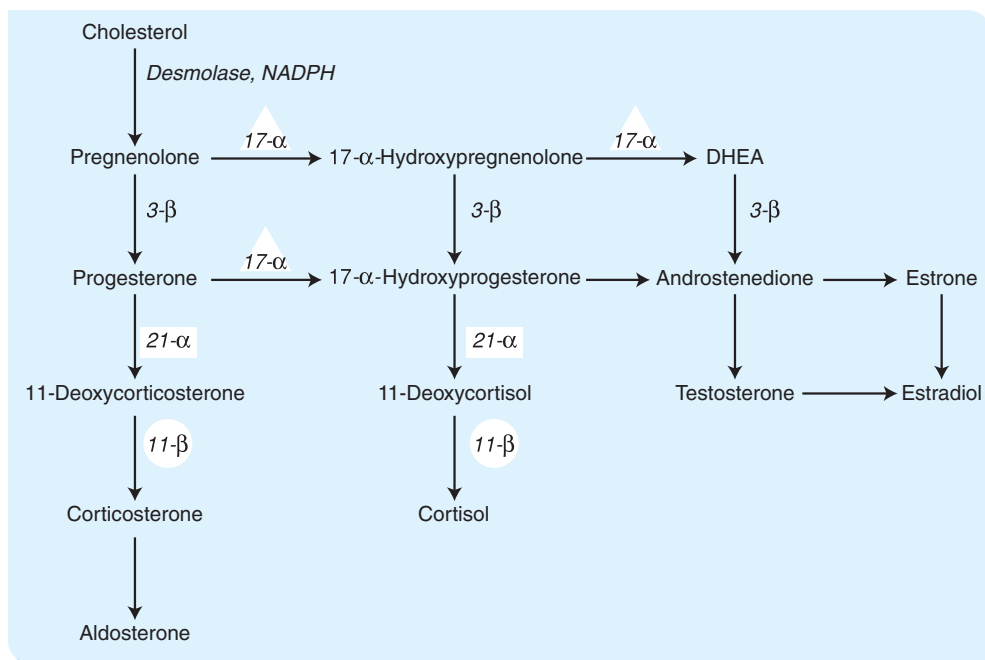 Cholesterol
Desmolase, NADPH
17-α
17-α
Pregnenolone
17-α-Hydroxypregnenolone
DHEA
3-β
3-β
3-β
17-α
Progesterone
17-α-Hydroxyprogesterone
Androstenedione
Estrone
21-α
21-α
11-Deoxycorticosterone
11-Deoxycortisol
Testosterone
Estradiol
11-β
11-β
Corticosterone
Cortisol
Aldosterone